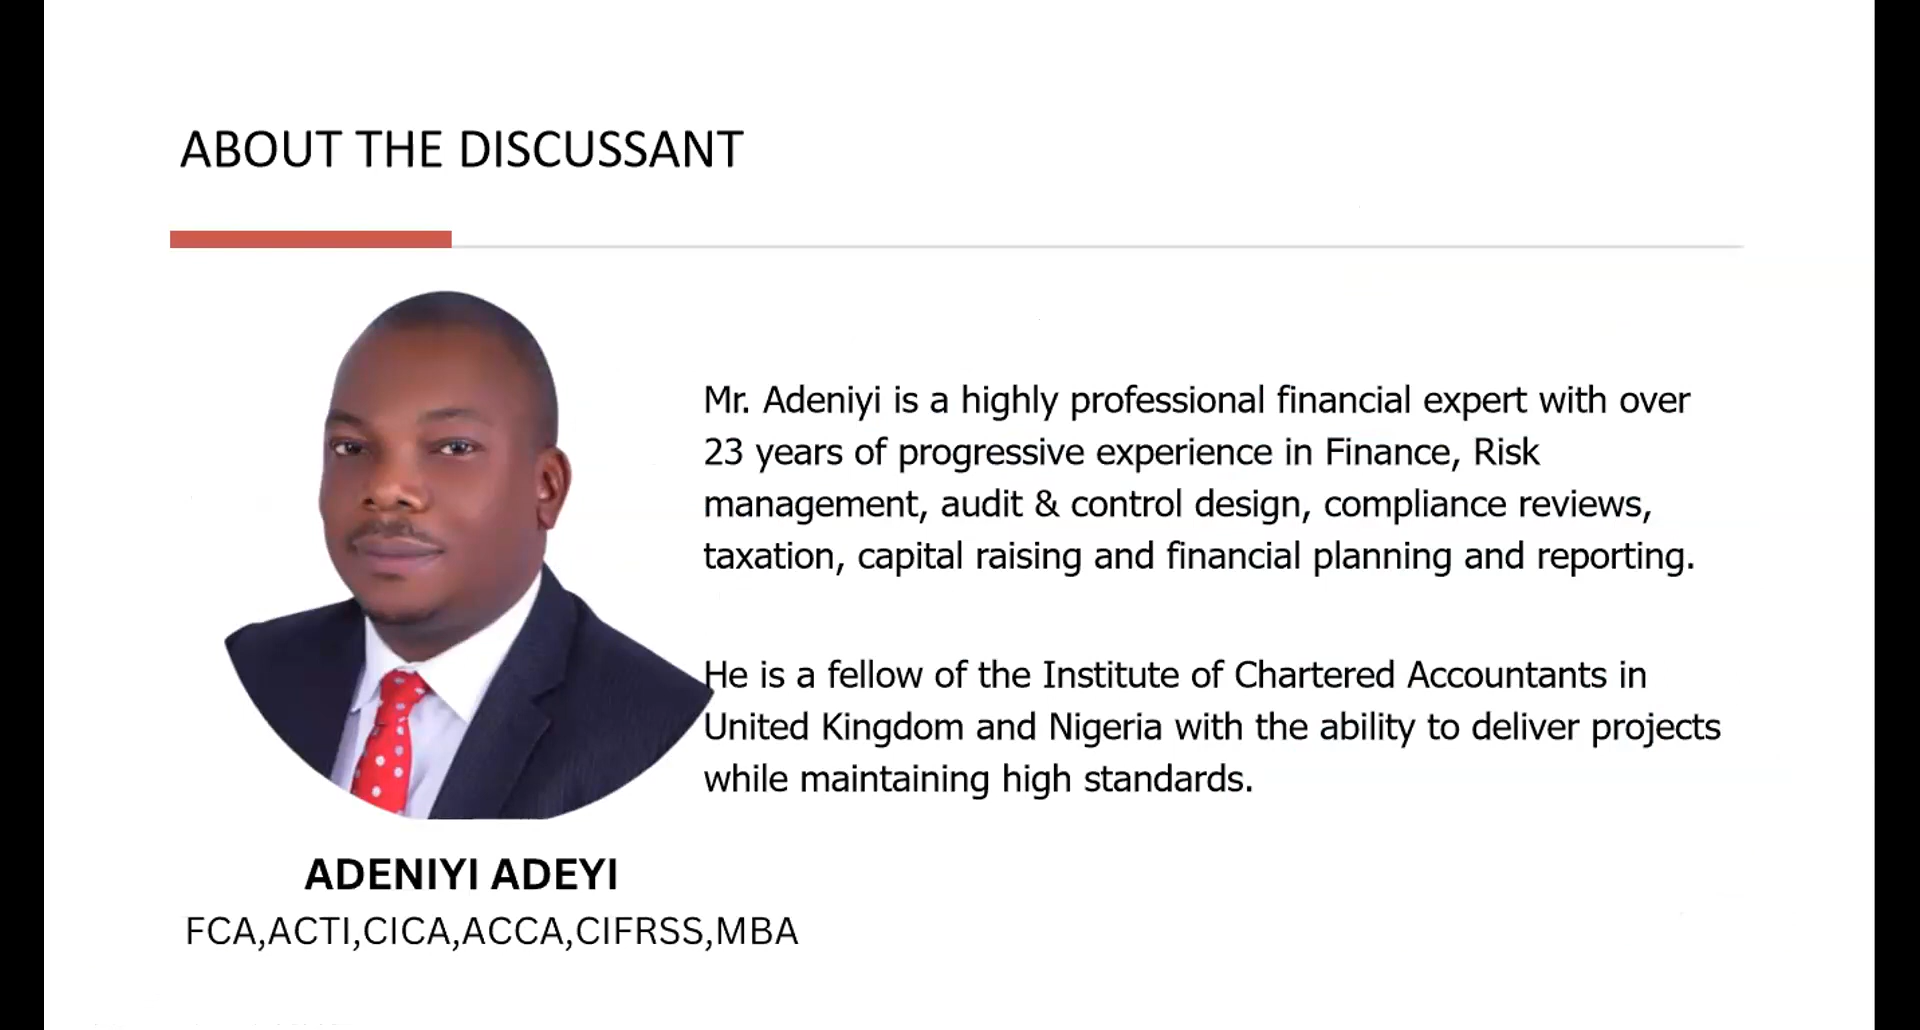 ABOUT THE DISCUSSANT
Mr. Adeniyi is a highly professional financial expert with over
23 years of progressive experience in Finance, Risk
management, audit & control design, compliance reviews,
taxation, capital raising and financial planning and reporting.
He is a fellow of the Institute of Chartered Accountants in
United Kingdom and Nigeria with the ability to deliver projects
while maintaining high standards.
ADENIYI ADEYI
FCA,ACTI,CICA,ACCA,CIFRSS,MBA